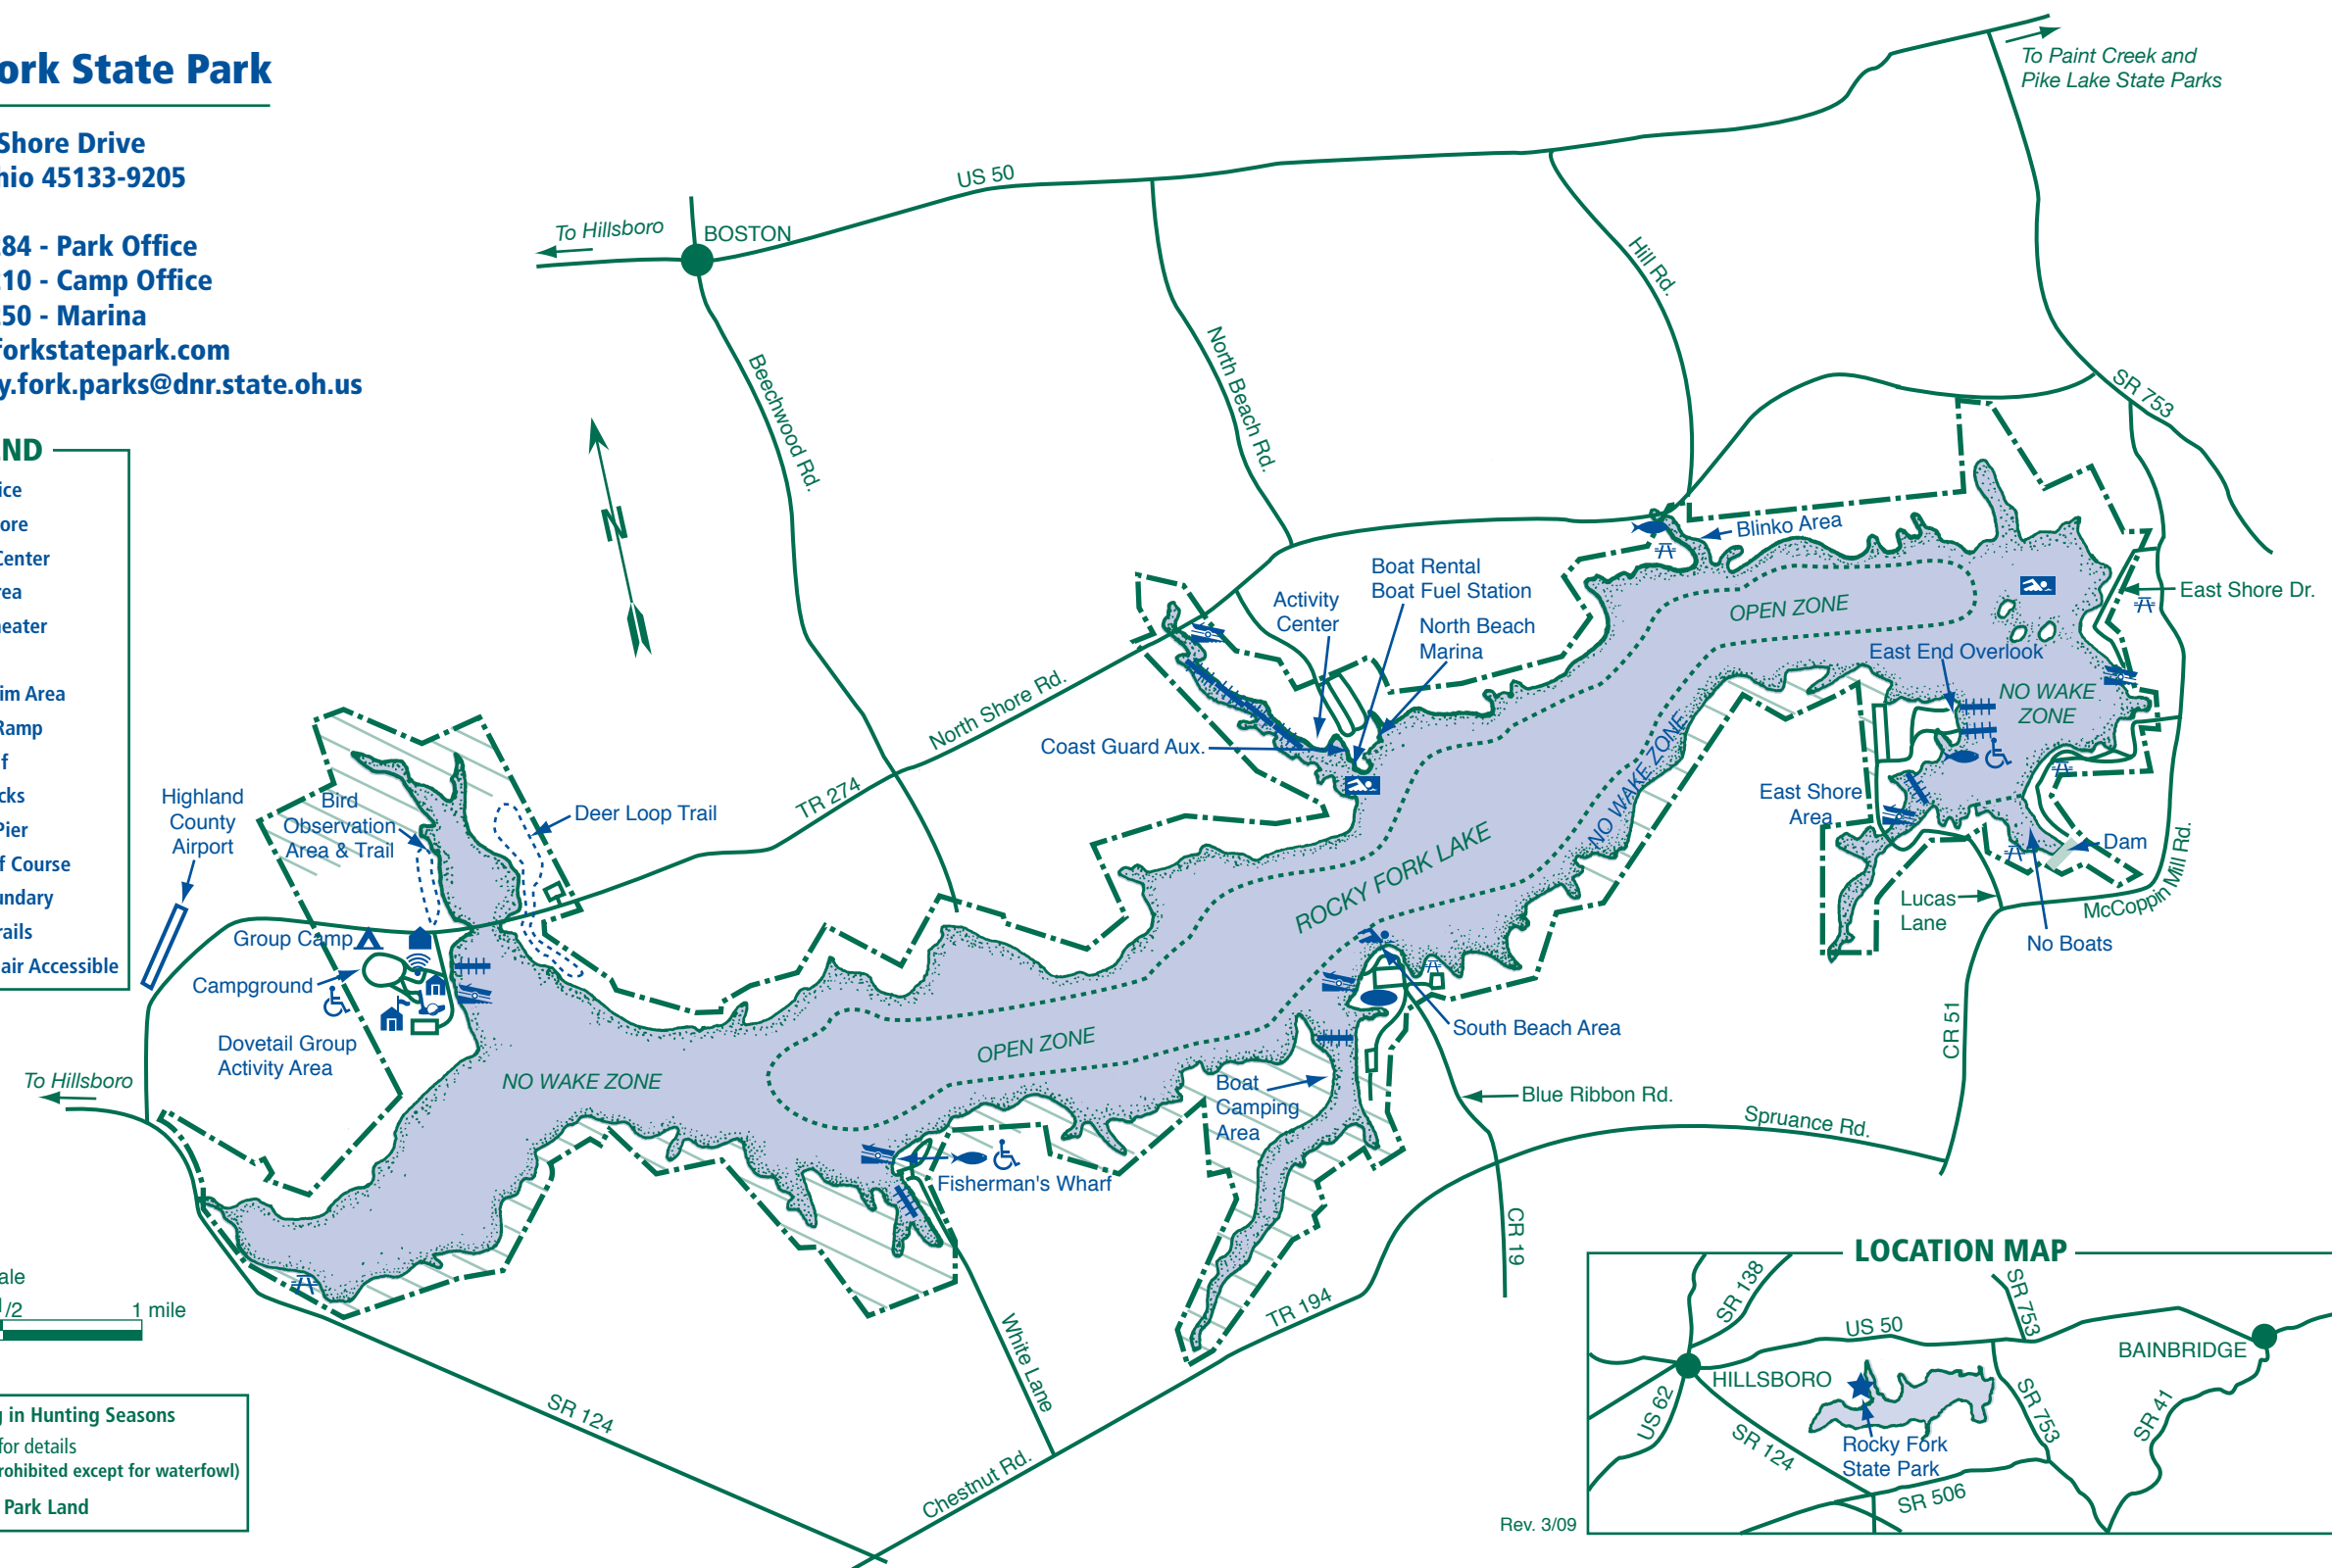 ork State Park
Shore Drive
hio 45133-9205
84 - Park Office
10 - Camp Office
50 - Marina
forkstatepark.com
y.fork.parks@dnr.state.oh.us
ND
ice
ore
Center
rea
heater
im Area
Ramp
f
cks
Pier
f Course
undary
rails
air Accessible
To Paint Creek and
Pike Lake State Parks
US 50
To Hillsboro
BOSTON
Hill Rd.
North Beach Rd.
Beechwood Rd.
SR 753
N
Blinko Area
Boat Rental
Boat Fuel Station
Activity
Center
North Beach
Marina
East Shore Dr.
OPEN ZONE
East End Overlook
NO WAKE
ZONE
North Shore Rd.
Coast Guard Aux.
NO WAKE ZONE
TR 274
Deer Loop Trail
Highland
County
Airport
Bird
Observation
Area & Trail
East Shore
Area
Dam
ROCKY FORK LAKE
Lucas
Lane
McCoppin Mill Rd.
No Boats
Group Camp
Campground
Dovetail Group
Activity Area
South Beach Area
CR 51
OPEN ZONE
NO WAKE ZONE
To Hillsboro
Boat
Camping
Area
Blue Ribbon Rd.
Spruance Rd.
Fisherman's Wharf
CR 19
TR 194
White Lane
SR 124
Chestnut Rd.
ale
1/2
1 mile
g in Hunting Seasons
for details
rohibited except for waterfowl)
Park Land
LOCATION MAP
SR 138
SR 753
US 50
BAINBRIDGE
HILLSBORO
US 62
SR 753
SR 41
SR 124
Rocky Fork
State Park
SR 506
Rev. 3/09